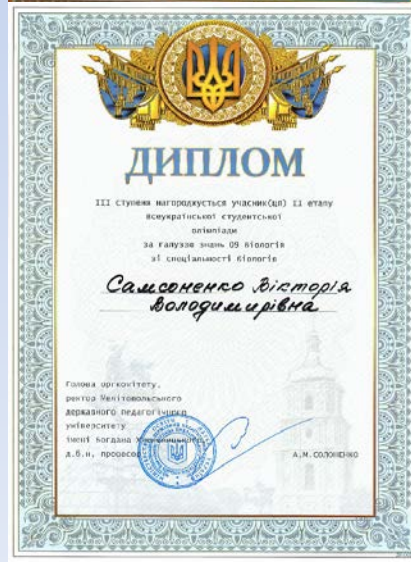 ДИПЛОМ
III ступеня нагороджується учасник(ця) II етапу
Всеукраїнської студентської
олімпіади
за галуззю знань 09 Біологія
зі спеціальності Біологія
Самсоненко Вікторія
Володимирівна
Голова оргкомітету,
ректор Мелітопольського
державного педагогічного
університету
імені Богдана Хмельницького,
д.б.н, професор
А.М.СОЛОНЕНКО